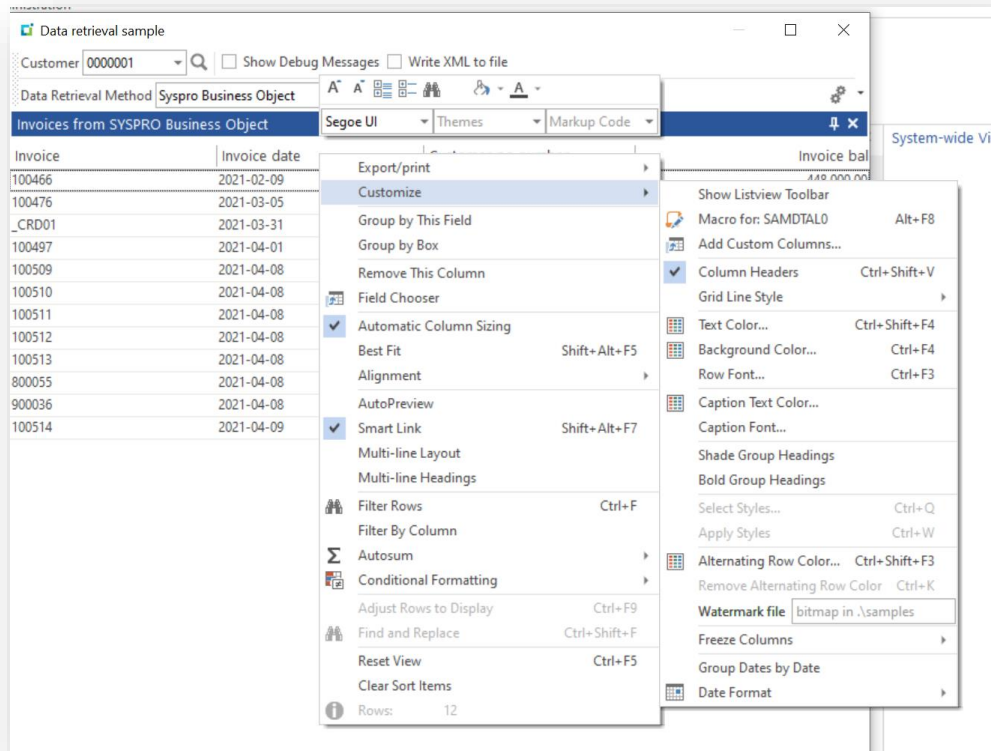 Data retrieval sample
Customer 0000001 Show Debug Messages Write XML to file
Data Retrieval Method Syspro Business Object
Segoe UI Themes Markup Code
Invoices from SYSPRO Business Object
System-wide Vi
Invoice Invoice date Invoice bal
100466 2021-02-09 448 000.00
100476 2021-03-05
_CRD01 2021-03-31
100497 2021-04-01
100509 2021-04-08
100510 2021-04-08
100511 2021-04-08
100512 2021-04-08
100513 2021-04-08
800055 2021-04-08
900036 2021-04-08
100514 2021-04-09
Export/print
Customize
Group by This Field
Group by Box
Remove This Column
Field Chooser
Automatic Column Sizing
Best Fit Shift+Alt+F5
Alignment
AutoPreview
Smart Link Shift+Alt+F7
Multi-line Layout
Multi-line Headings
Filter Rows Ctrl+F
Filter By Column
Autosum
Conditional Formatting
Adjust Rows to Display Ctrl+F9
Find and Replace Ctrl+Shift+F
Reset View Ctrl+F5
Clear Sort Items
Rows: 12
Show Listview Toolbar
Macro for: SAMDTAL0 Alt+F8
Add Custom Columns...
Column Headers Ctrl+Shift+V
Grid Line Style
Text Color... Ctrl+Shift+F4
Background Color... Ctrl+F4
Row Font... Ctrl+F3
Caption Text Color...
Caption Font...
Shade Group Headings
Bold Group Headings
Select Styles... Ctrl+Q
Apply Styles Ctrl+W
Alternating Row Color... Ctrl+Shift+F3
Remove Alternating Row Color Ctrl+K
Watermark file bitmap in .\samples
Freeze Columns
Group Dates by Date
Date Format